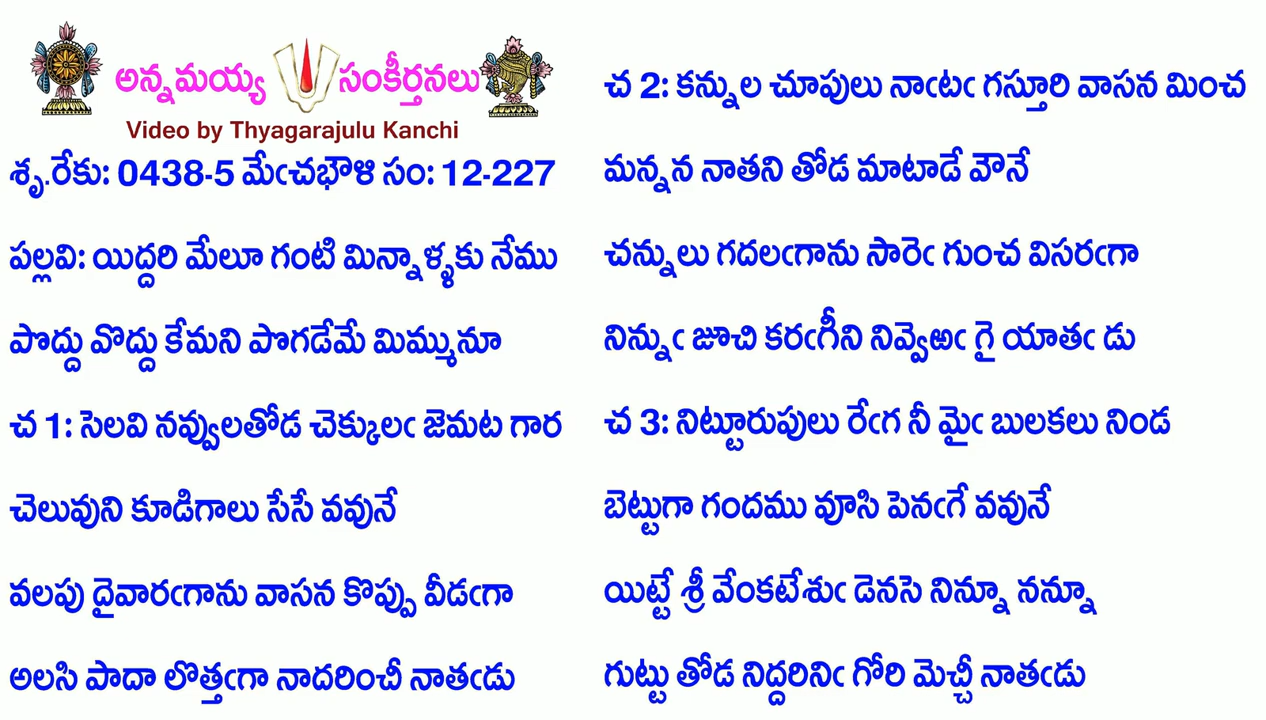 అన్నమయ్య సంకీర్తనలు
Video by Thyagarajulu Kanchi
శృ.రేకు: 0438-5 మేఁచభౌళి సం: 12-227
పల్లవి: యిద్దరి మేలూ గంటి మిన్నాళ్ళకు నేము
పొద్దు వొద్దు కేమని పొగడేమే మిమ్మునూ
చ 1: సెలవి నవ్వులతోడ చెక్కులఁ జెమట గార
చెలువుని కూడిగాలు సేసే వవునే
వలపు దైవారఁగాను వాసన కొప్పు వీడఁగా
అలసి పాదా లొత్తఁగా నాదరించీ నాతఁడు
చ 2: కన్నుల చూపులు నాఁటఁ గస్తూరి వాసన మించ
మన్నన నాతని తోడ మాటాడే వౌనే
చన్నులు గదలఁగాను సారెఁ గుంచ విసరఁగా
నిన్నుఁ జూచి కరఁగీని నివ్వెఱఁ గై యాతఁ డు
చ 3: నిట్టూరుపులు రేఁగ నీ మైఁ బులకలు నిండ
బెట్టుగా గందము వూసి పెనఁగే వవునే
యిట్టే శ్రీ వేంకటేశుఁ డెనసె నిన్నూ నన్నూ
గుట్టు తోడ నిద్దరినిఁ గోరి మెచ్చీ నాతఁడు